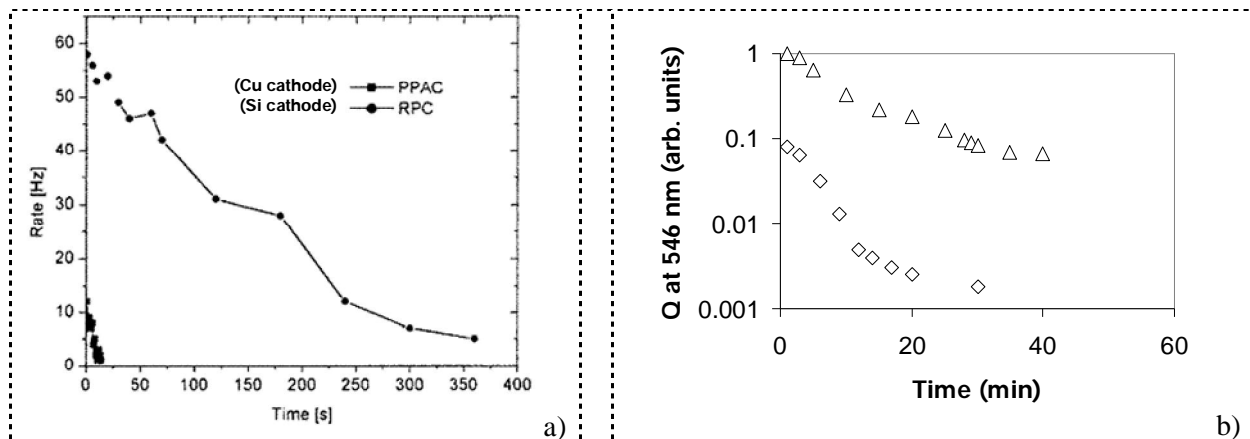 60
50
40
30
20
10
0
Rate [Hz]
(Cu cathode) PPAC
(Si cathode) RPC
0 50 100 150 200 250 300 350 400
Time [s]
a)
1
0.1
0.01
0.001
Q at 546 nm (arb. units)
0 20 40 60
Time (min)
b)